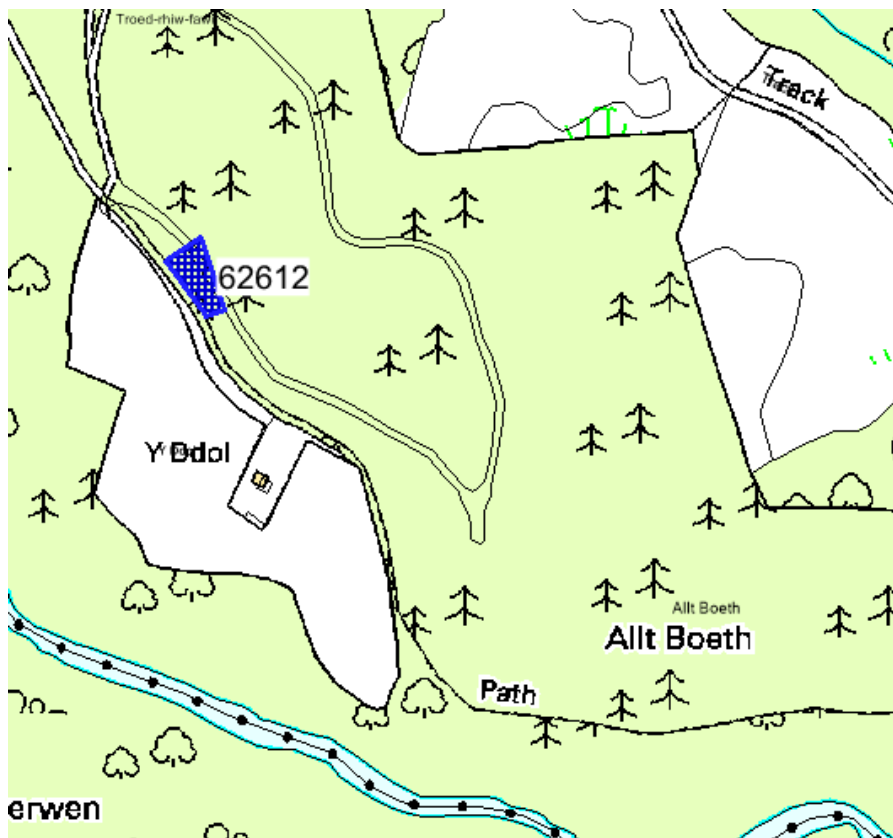 Troed-rhiw-fawr
Track
62612
Y Ddol
Allt Boeth
Allt Boeth
Path
erwen